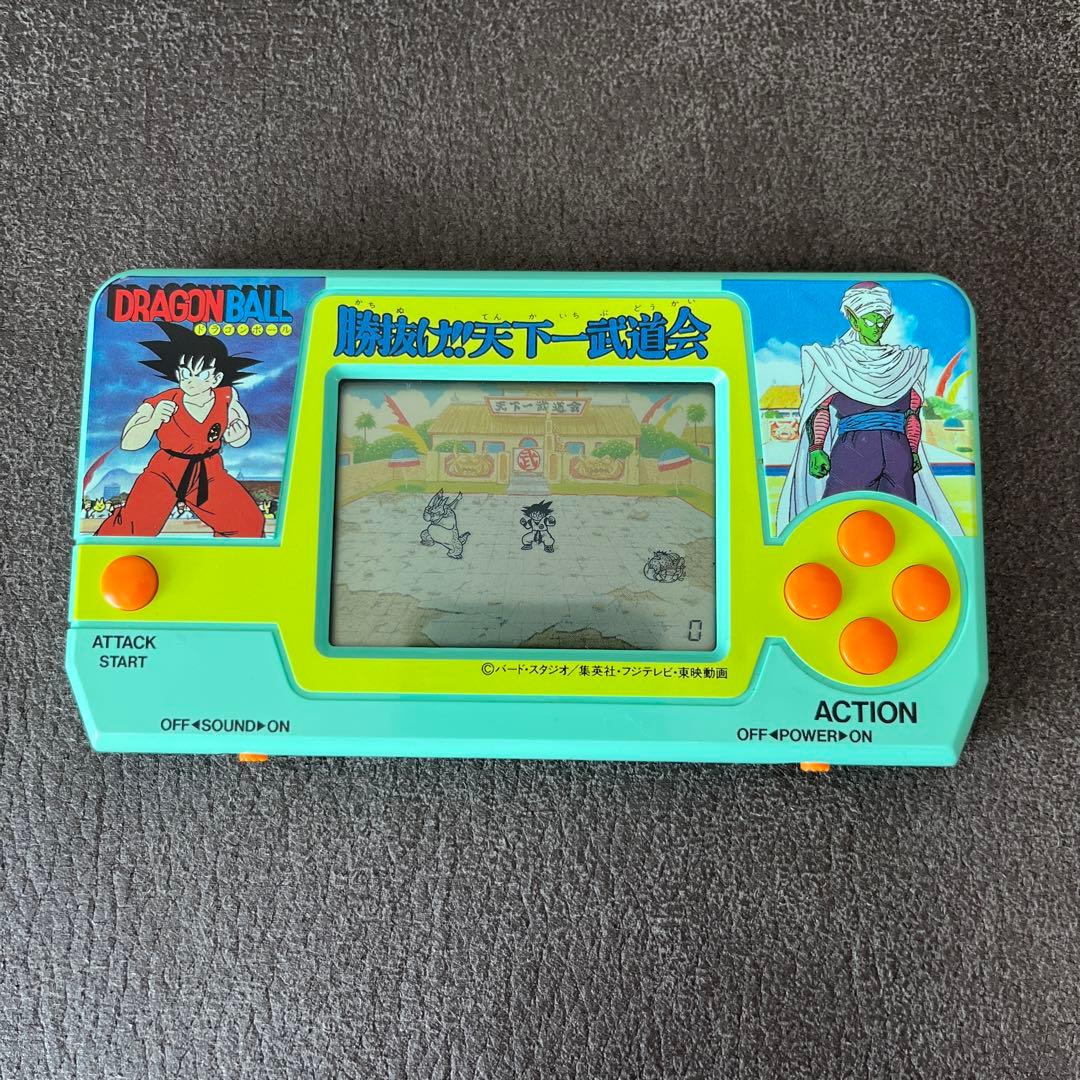 DRAGON BALL
ドラゴンボール
かちぬ てんかいちぶどうかい
勝抜け!!天下一武道会
天下一武道会
武
0
©バード・スタジオ/集英社・フジテレビ・東映動画
ATTACK
START
OFF◀SOUND▶ON
ACTION
OFF◀POWER▶ON